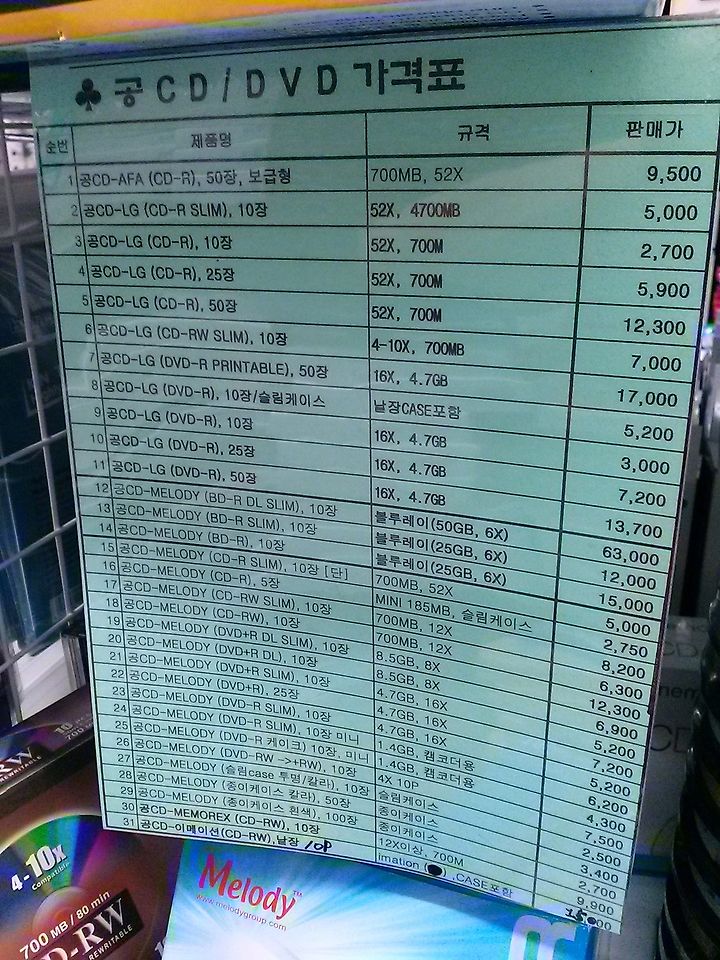 ♣ 공 CD/DVD 가격표
순번 제품명 규격 판매가
1 공CD-AFA (CD-R), 50장, 보급형 700MB, 52X 9,500
2 공CD-LG (CD-R SLIM), 10장 52X, 4700MB 5,000
3 공CD-LG (CD-R), 10장 52X, 700M 2,700
4 공CD-LG (CD-R), 25장 52X, 700M 5,900
5 공CD-LG (CD-R), 50장 52X, 700M 12,300
6 공CD-LG (CD-RW SLIM), 10장 4-10X, 700MB 7,000
7 공CD-LG (DVD-R PRINTABLE), 50장 16X, 4.7GB 17,000
8 공CD-LG (DVD-R), 10장/슬림케이스 낱장CASE포함 5,200
9 공CD-LG (DVD-R), 10장 16X, 4.7GB 3,000
10 공CD-LG (DVD-R), 25장 16X, 4.7GB 7,200
11 공CD-LG (DVD-R), 50장 16X, 4.7GB 13,700
12 공CD-MELODY (BD-R DL SLIM), 10장 블루레이(50GB, 6X) 63,000
13 공CD-MELODY (BD-R SLIM), 10장 블루레이(25GB, 6X) 12,000
14 공CD-MELODY (BD-R), 10장 블루레이(25GB, 6X) 15,000
15 공CD-MELODY (CD-R SLIM), 10장 [단] 700MB, 52X 5,000
16 공CD-MELODY (CD-R), 5장 MINI 185MB, 슬림케이스 2,750
17 공CD-MELODY (CD-RW SLIM), 10장 700MB, 12X 8,200
18 공CD-MELODY (CD-RW), 10장 700MB, 12X 6,300
19 공CD-MELODY (DVD+R DL SLIM), 10장 8.5GB, 8X 12,300
20 공CD-MELODY (DVD+R DL), 10장 8.5GB, 8X 6,900
21 공CD-MELODY (DVD+R SLIM), 10장 4.7GB, 16X 5,200
22 공CD-MELODY (DVD+R), 25장 4.7GB, 16X 7,200
23 공CD-MELODY (DVD-R SLIM), 10장 4.7GB, 16X 5,200
24 공CD-MELODY (DVD-R SLIM), 10장 미니 1.4GB, 캠코더용 6,200
25 공CD-MELODY (DVD-R 케이크) 10장, 미니 1.4GB, 캠코더용 4,300
26 공CD-MELODY (DVD-RW ->+RW), 10장 4X 10P 7,500
27 공CD-MELODY (슬림case 투명/칼라), 10장 슬림케이스 2,500
28 공CD-MELODY (종이케이스 칼라), 50장 종이케이스 3,400
29 공CD-MELODY (종이케이스 흰색), 100장 종이케이스 2,700
30 공CD-MEMOREX (CD-RW), 10장 12X이상, 700M 9,900
31 공CD-이메이션(CD-RW),낱장 10P imation ,CASE포함
4-10x
Compatible
700 MB / 80 min
D-RW
REWRITABLE
Melody™
www.melodygroup.com